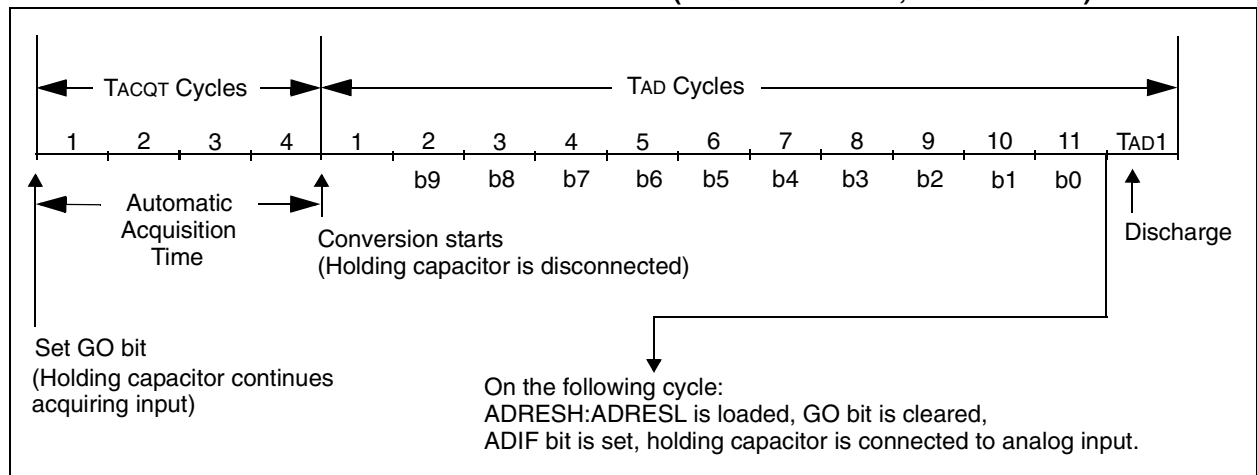 TACQT Cycles TAD Cycles
1 2 3 4 1 2 3 4 5 6 7 8 9 10 11 TAD1
b9 b8 b7 b6 b5 b4 b3 b2 b1 b0
Automatic
Acquisition
Time
Conversion starts
(Holding capacitor is disconnected)
Discharge
Set GO bit
(Holding capacitor continues
acquiring input)
On the following cycle:
ADRESH:ADRESL is loaded, GO bit is cleared,
ADIF bit is set, holding capacitor is connected to analog input.